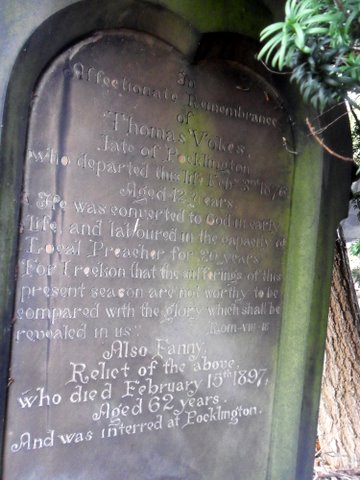 In
Affectionate Remembrance
of
Thomas Vokes,
late of Pocklington
who departed this life Feby. 3rd 1876
Aged 42 years.
He was converted to God in early
life, and laboured in the capacity of
Local Preacher for 20 years
For I reckon that the sufferings of this
present season are not worthy to be
compared with the glory which shall be
revealed in us. Rom-VIII-18
Also Fanny,
Relict of the above,
who died February 15th 1897,
Aged 62 years.
And was interred at Pocklington.